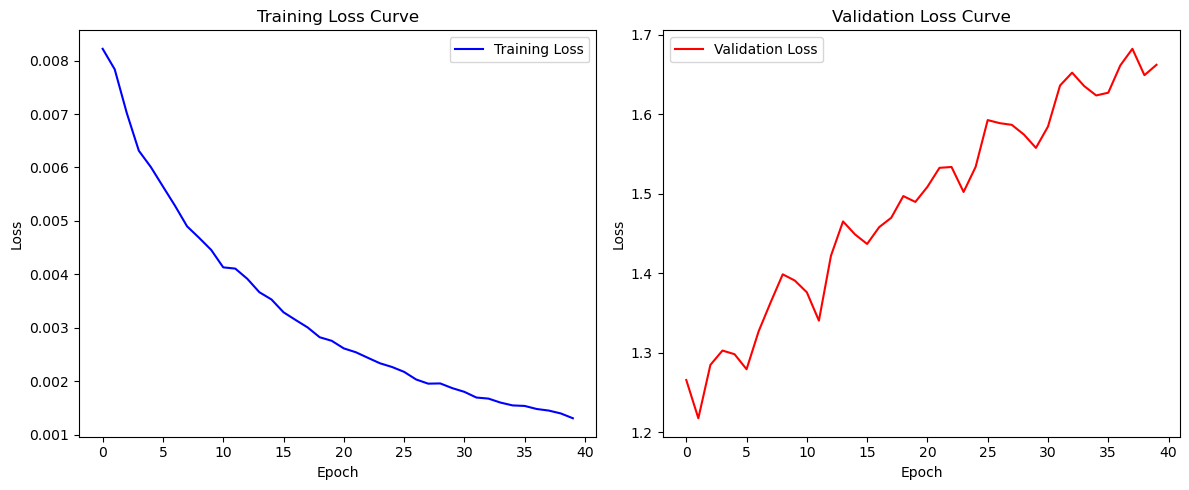 Training Loss Curve
Training Loss
0.008
0.007
0.006
0.005
0.004
0.003
0.002
0.001
Loss
0 5 10 15 20 25 30 35 40
Epoch
Validation Loss Curve
Validation Loss
1.7
1.6
1.5
1.4
1.3
1.2
Loss
0 5 10 15 20 25 30 35 40
Epoch